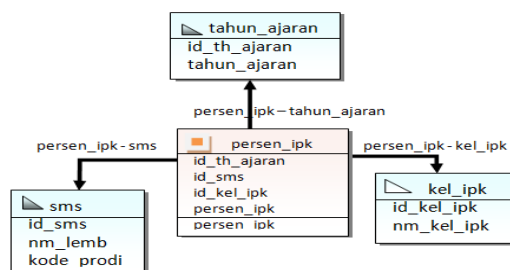 tahun_ajaran
id_th_ajaran
tahun_ajaran
persen_ipk–tahun_ajaran
persen_ipk-sms
persen_ipk
persen_ipk-kel_ipk
id_th_ajaran
id_sms
id_kel_ipk
persen_ipk
persen_ipk
sms
id_sms
nm_lemb
kode_prodi
kel_ipk
id_kel_ipk
nm_kel_ipk